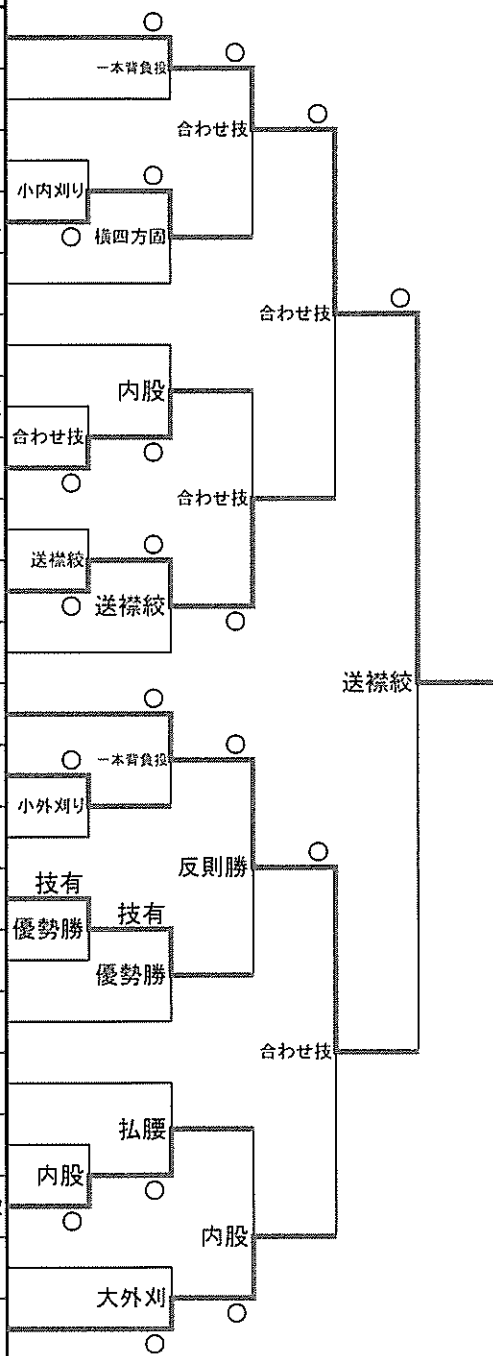 ○
○
一本背負投
○
合わせ技
○
小内刈り
○
横四方固
○
合わせ技
内股
合わせ技
○
○
合わせ技
○
送襟絞
○
送襟絞
○
送襟絞
○
○
○
一本背負投
小外刈り
○
反則勝
技有
技有
優勝勢
優勢勝
合わせ技
払腰
内股
○
○
内股
大外刈
○
○